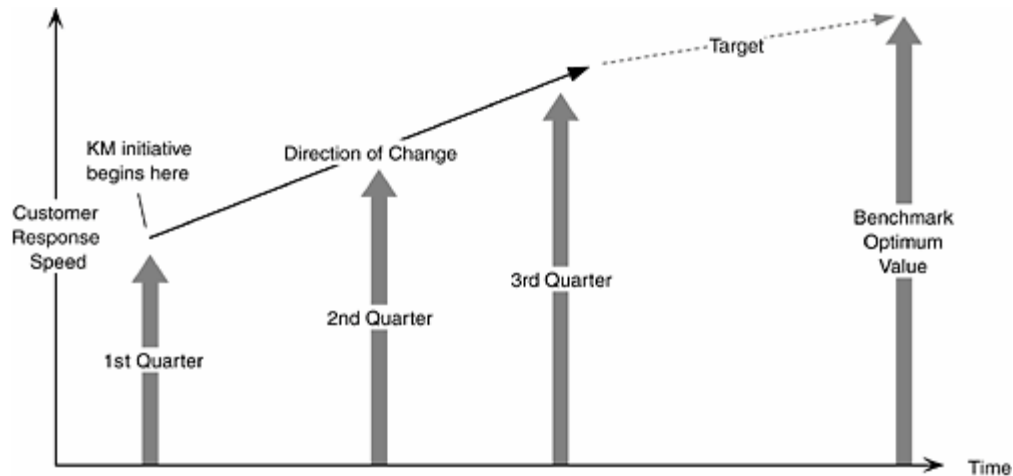 Target
KM initiative
begins here
Direction of Change
Customer
Response
Speed
Benchmark
Optimum
Value
3rd Quarter
2nd Quarter
1st Quarter
Time